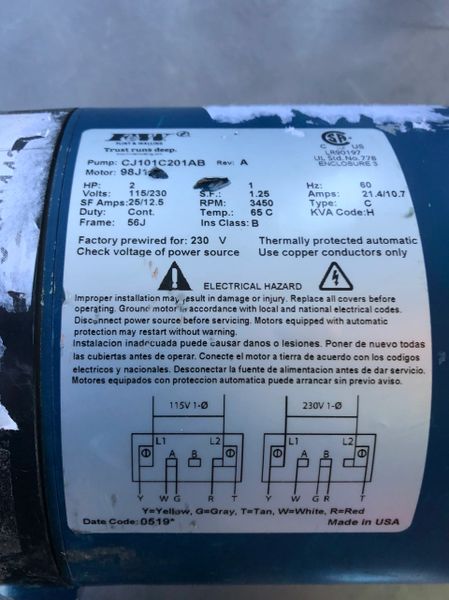 F&W
FLINT & WALLING
Trust runs deep.
Pump: CJ101C201AB Rev: A
Motor: 98J1
HP: 2 1 Hz: 60
Volts: 115/230 S.F.: 1.25 Amps: 21.4/10.7
SF Amps: 25/12.5 RPM: 3450 Type: C
Duty: Cont. Temp.: 65 C KVA Code: H
Frame: 56J Ins Class: B
C US
LR90197
UL Std. No. 778
ENCLOSURE 3
Factory prewired for: 230 V Thermally protected automatic
Check voltage of power source Use copper conductors only
ELECTRICAL HAZARD
Improper installation may result in damage or injury. Replace all covers before
operating. Ground motor in accordance with local and national electrical codes.
Disconnect power source before servicing. Motors equipped with automatic
protection may restart without warning.
Instalacion inadecuada puede causar danos o lesiones. Poner de nuevo todas
las cubiertas antes de operar. Conecte el motor a tierra de acuerdo con los codigos
electricos y nacionales. Desconectar la fuente de alimentacion antes de dar servicio.
Motores equipados con proteccion automatica puede arrancar sin previo aviso.
115V 1-Ø 230V 1-Ø
L1 L2 L1 L2
A B A B
Y W G R T Y W G R T
Y=Yellow, G=Gray, T=Tan, W=White, R=Red
Date Code: 0519* Made in USA